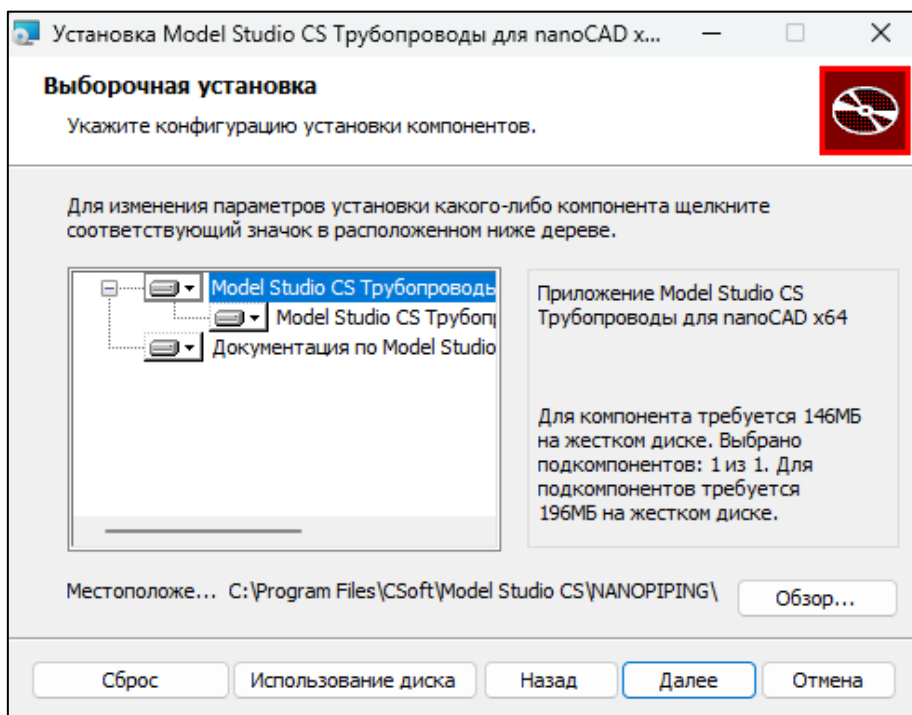 Установка Model Studio CS Трубопроводы для nanoCAD x...
Выборочная установка
Укажите конфигурацию установки компонентов.
Для изменения параметров установки какого-либо компонента щелкните
соответствующий значок в расположенном ниже дереве.
Model Studio CS Трубопроводы
Model Studio CS Трубоп
Документация по Model Studio
Приложение Model Studio CS
Трубопроводы для nanoCAD x64
Для компонента требуется 146МБ
на жестком диске. Выбрано
подкомпонентов: 1 из 1. Для
подкомпонентов требуется
196МБ на жестком диске.
Местоположе... C:\Program Files\CSoft\Model Studio CS\NANOPIPING\
Обзор...
Сброс
Использование диска
Назад
Далее
Отмена